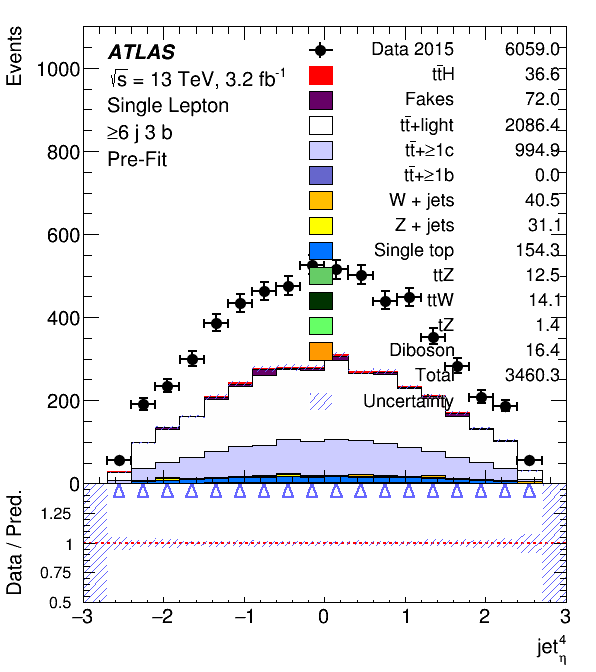 Events
1000
800
600
400
200
0
ATLAS
√s = 13 TeV, 3.2 fb⁻¹
Single Lepton
≥6 j 3 b
Pre-Fit
Data 2015 6059.0
tt̄H 36.6
Fakes 72.0
tt̄+light 2086.4
tt̄+≥1c 994.9
tt̄+≥1b 0.0
W + jets 40.5
Z + jets 31.1
Single top 154.3
ttZ 12.5
ttW 14.1
tZ 1.4
Diboson 16.4
Total 3460.3
Uncertainty
Data / Pred.
1.25
1
0.75
0.5
−3 −2 −1 0 1 2 3
jet⁴η